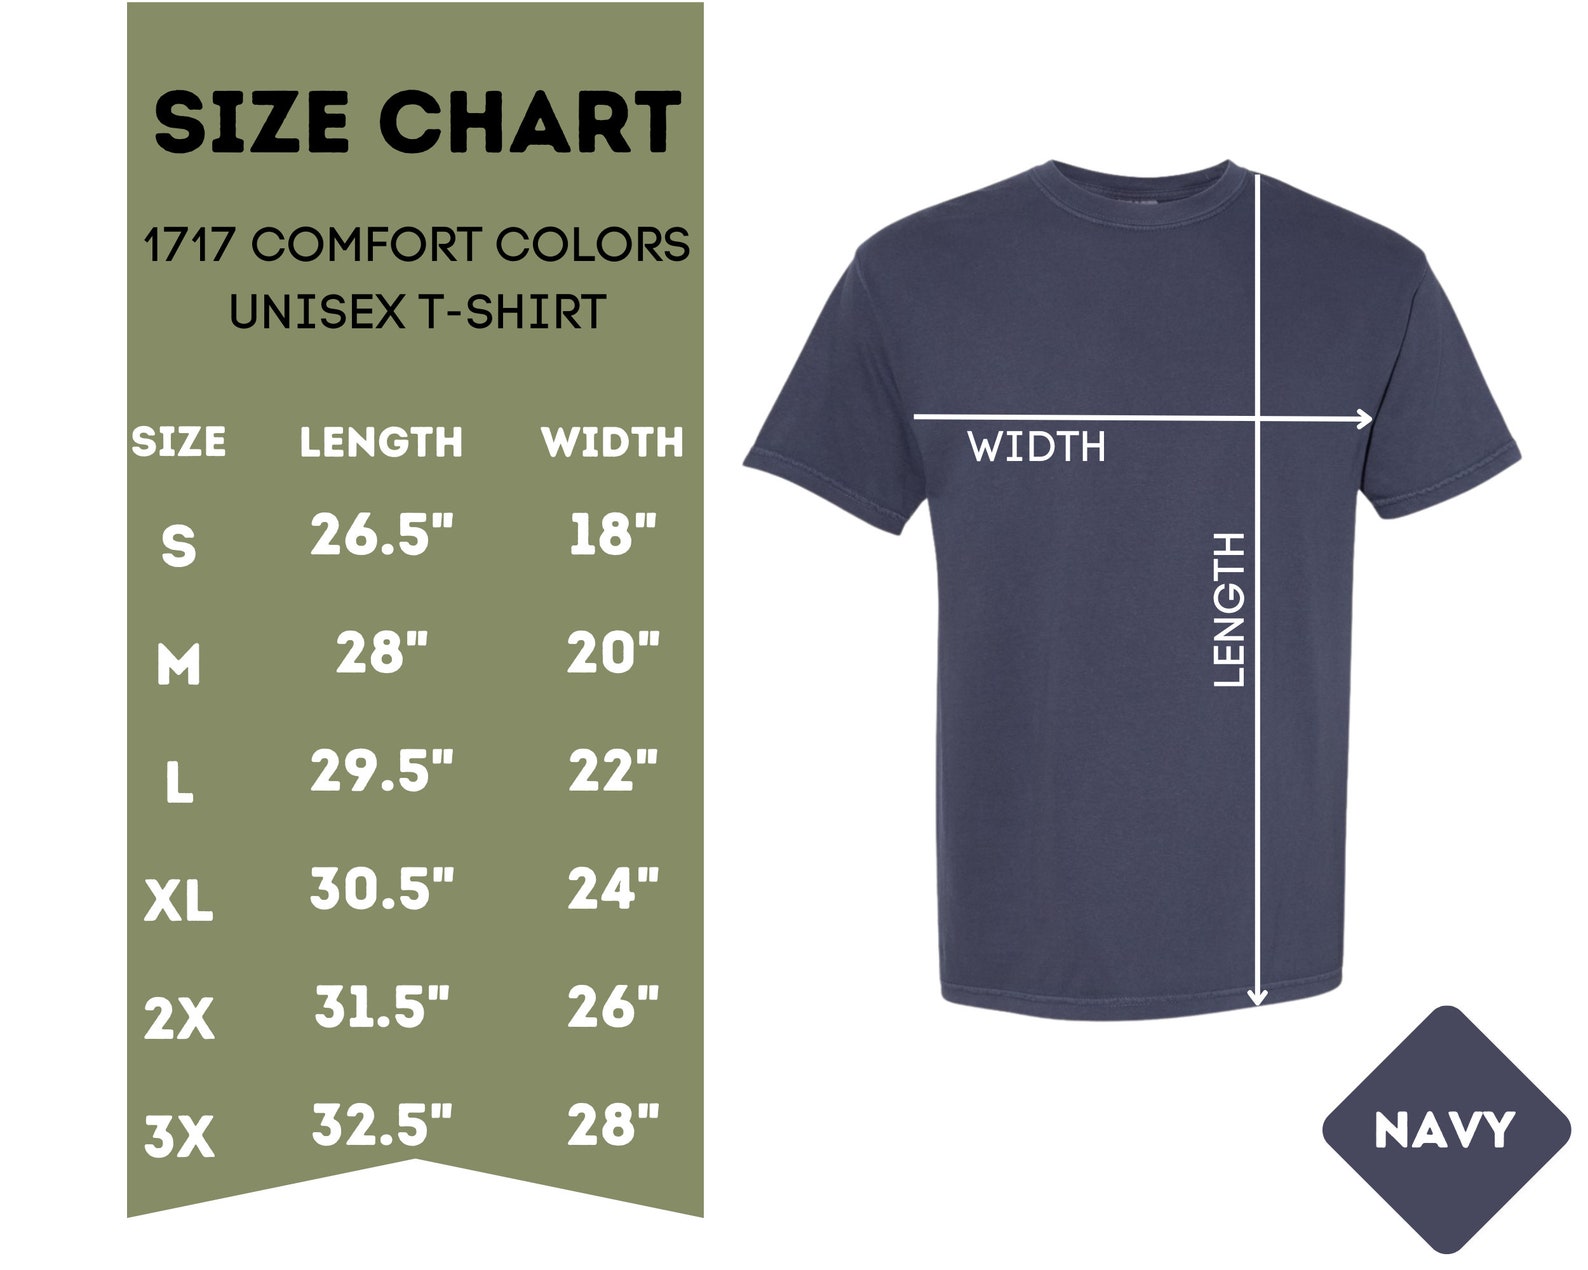 SIZE CHART
1717 COMFORT COLORS
UNISEX T-SHIRT
SIZE LENGTH WIDTH
S 26.5" 18"
M 28" 20"
L 29.5" 22"
XL 30.5" 24"
2X 31.5" 26"
3X 32.5" 28"
WIDTH
LENGTH
NAVY